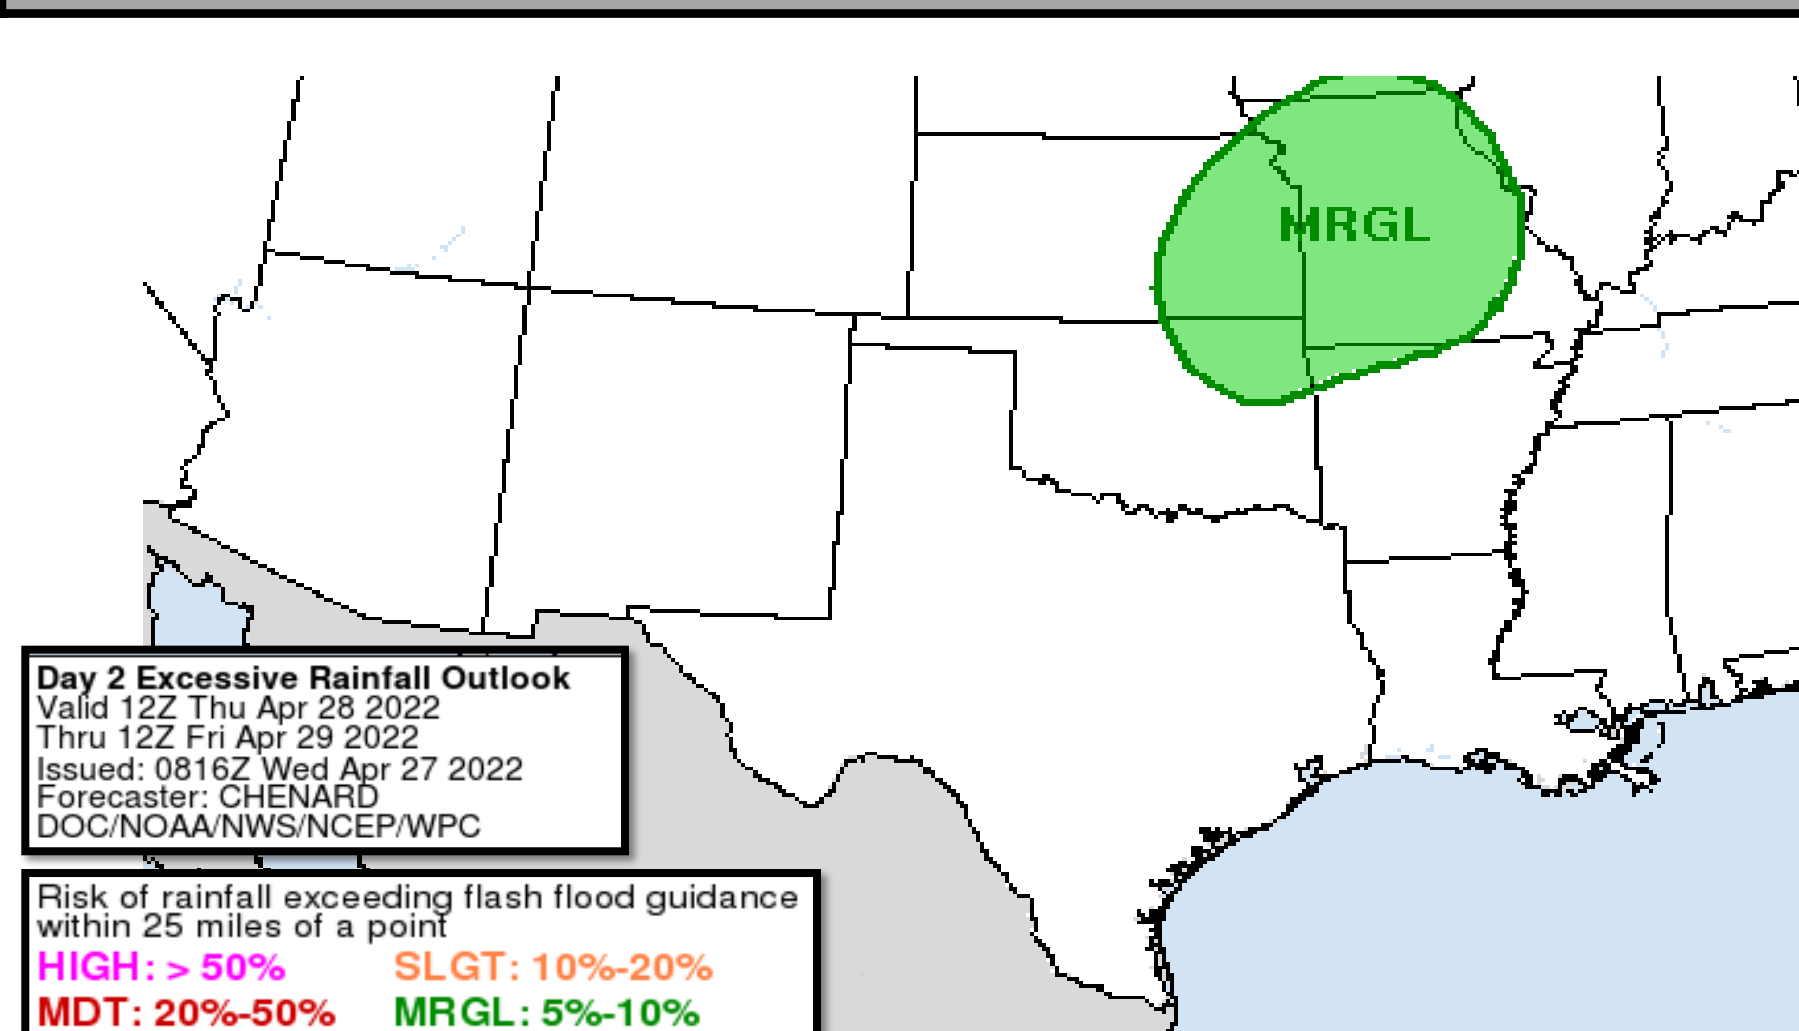 MRGL
Day 2 Excessive Rainfall Outlook
Valid 12Z Thu Apr 28 2022
Thru 12Z Fri Apr 29 2022
Issued: 0816Z Wed Apr 27 2022
Forecaster: CHENARD
DOC/NOAA/NWS/NCEP/WPC
Risk of rainfall exceeding flash flood guidance
within 25 miles of a point
HIGH: > 50% SLGT: 10%-20%
MDT: 20%-50% MRGL: 5%-10%